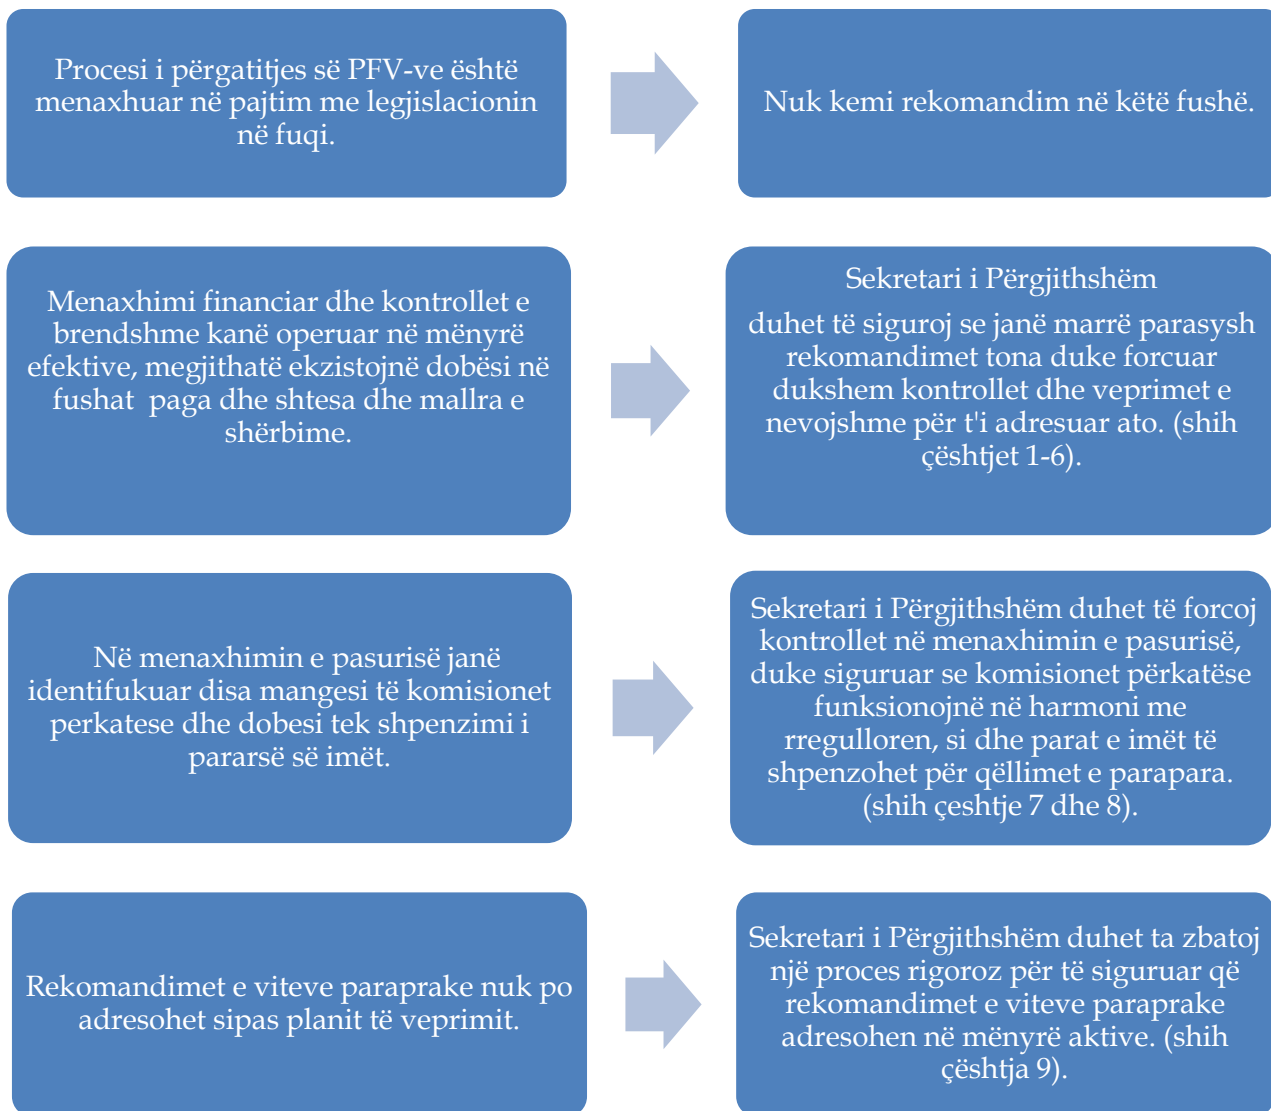 Procesi i përgatitjes së PFV-ve është
menaxhuar në pajtim me legjislacionin
në fuqi.
Nuk kemi rekomandim në këtë fushë.
Menaxhimi financiar dhe kontrollet e
brendshme kanë operuar në mënyrë
efektive, megjithatë ekzistojnë dobësi në
fushat paga dhe shtesa dhe mallra e
shërbime.
Sekretari i Përgjithshëm
duhet të siguroj se janë marrë parasysh
rekomandimet tona duke forcuar
dukshem kontrollet dhe veprimet e
nevojshme për t'i adresuar ato. (shih
çështjet 1-6).
Në menaxhimin e pasurisë janë
identifukuar disa mangesi të komisionet
perkatese dhe dobesi tek shpenzimi i
pararsë së imët.
Sekretari i Përgjithshëm duhet të forcoj
kontrollet në menaxhimin e pasurisë,
duke siguruar se komisionet përkatëse
funksionojnë në harmoni me
rregulloren, si dhe parat e imët të
shpenzohet për qëllimet e parapara.
(shih çeshtje 7 dhe 8).
Rekomandimet e viteve paraprake nuk po
adresohet sipas planit të veprimit.
Sekretari i Përgjithshëm duhet ta zbatoj
një proces rigoroz për të siguruar që
rekomandimet e viteve paraprake
adresohen në mënyrë aktive. (shih
çështja 9).